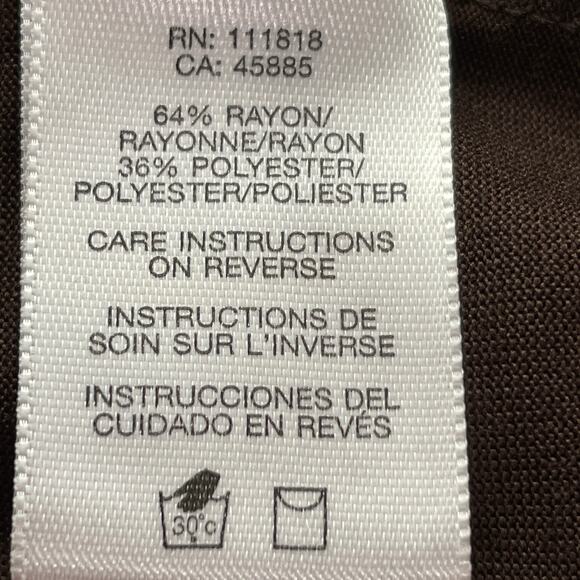 RN: 111818
CA: 45885
64% RAYON/
RAYONNE/RAYON
36% POLYESTER/
POLYESTER/POLIESTER
CARE INSTRUCTIONS
ON REVERSE
INSTRUCTIONS DE
SOIN SUR L'INVERSE
INSTRUCCIONES DEL
CUIDADO EN REVÉS
30°c